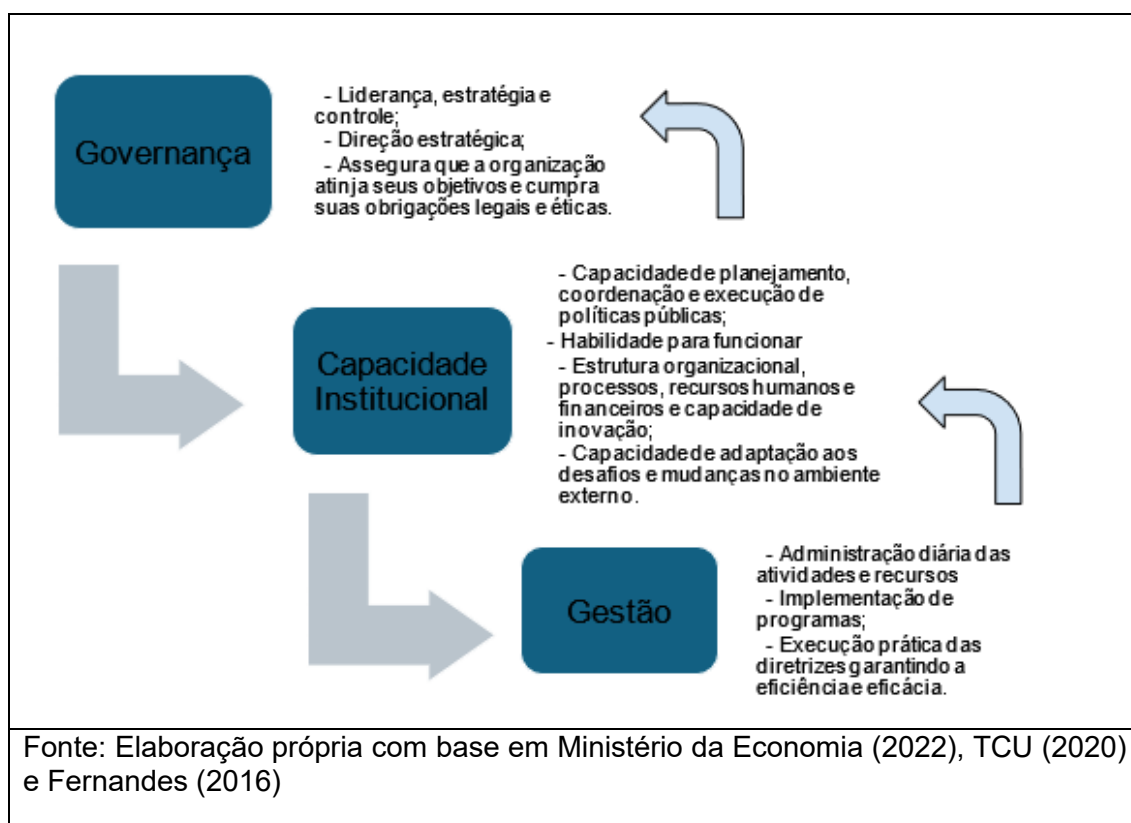 Governança
- Liderança, estratégia e
controle;
- Direção estratégica;
- Assegura que a organização
atinja seus objetivos e cumpra
suas obrigações legais e éticas.
Capacidade
Institucional
- Capacidade de planejamento,
coordenação e execução de
políticas públicas;
- Habilidade para funcionar
- Estrutura organizacional,
processos, recursos humanos e
financeiros e capacidade de
inovação;
- Capacidade de adaptação aos
desafios e mudanças no ambiente
externo.
Gestão
- Administração diária das
atividades e recursos
- Implementação de
programas;
- Execução prática das
diretrizes garantindo a
eficiência e eficácia.
Fonte: Elaboração própria com base em Ministério da Economia (2022), TCU (2020)
e Fernandes (2016)